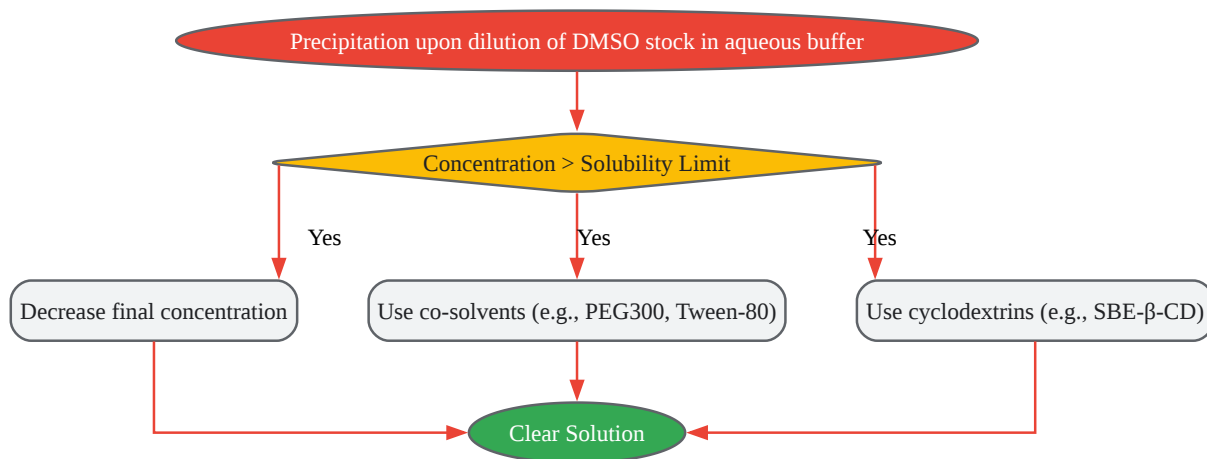 Precipitation upon dilution of DMSO stock in aqueous buffer
Concentration > Solubility Limit
Yes
Yes
Yes
Decrease final concentration
Use co-solvents (e.g., PEG300, Tween-80)
Use cyclodextrins (e.g., SBE-β-CD)
Clear Solution